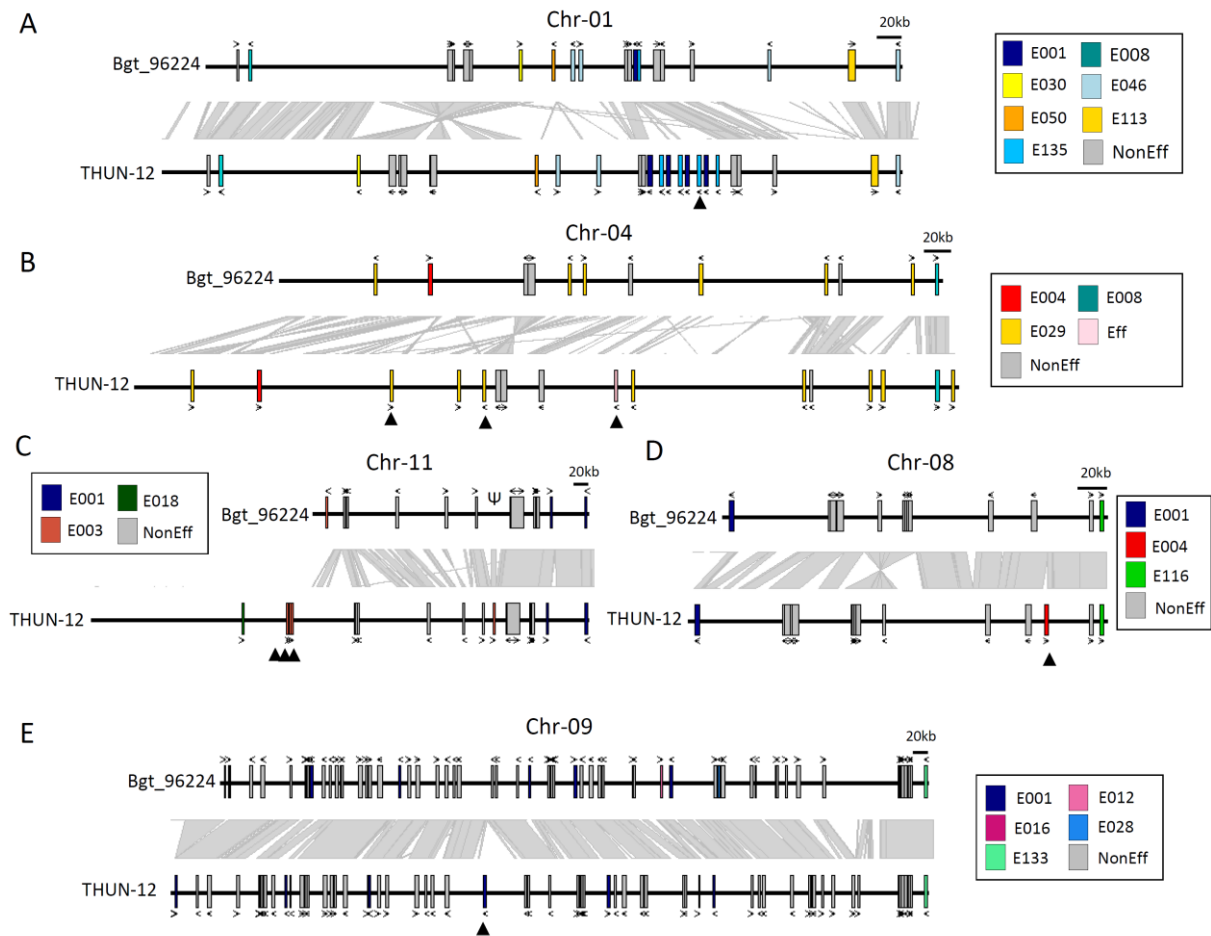 A
Chr-01
20kb
Bgt_96224
THUN-12
E001
E008
E030
E046
E050
E113
E135
NonEff
B
Chr-04
20kb
Bgt_96224
THUN-12
E004
E008
E029
Eff
NonEff
C
Chr-11
20kb
E001
E018
E003
NonEff
Ψ
Bgt_96224
THUN-12
D
Chr-08
20kb
Bgt_96224
THUN-12
E001
E004
E116
NonEff
E
Chr-09
20kb
Bgt_96224
THUN-12
E001
E012
E016
E028
E133
NonEff